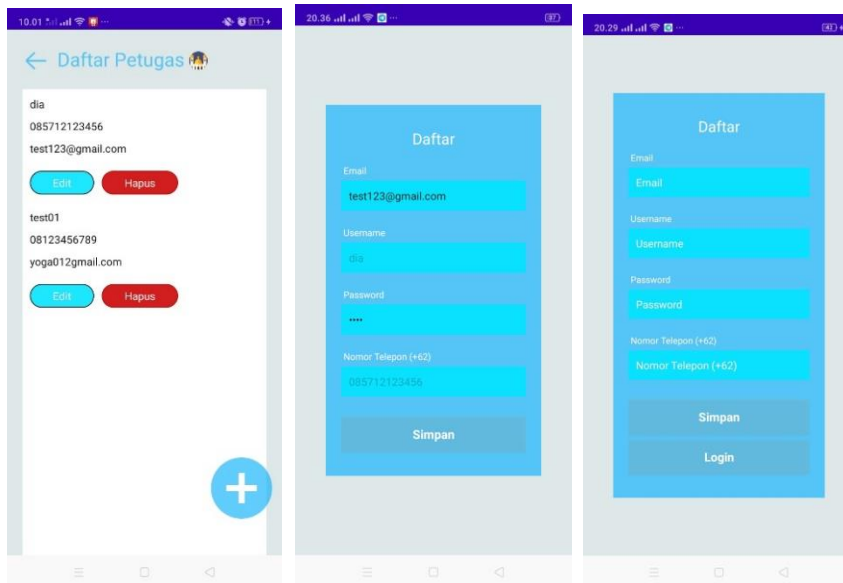 10.01
Daftar Petugas
dia
085712123456
test123@gmail.com
Edit Hapus
test01
08123456789
yoga012gmail.com
Edit Hapus
+
20.36
87
Daftar
Email
test123@gmail.com
Username
dia
Password
••••
Nomor Telepon (+62)
085712123456
Simpan
20.29
Daftar
Email
Email
Username
Username
Password
Password
Nomor Telepon (+62)
Nomor Telepon (+62)
Simpan
Login